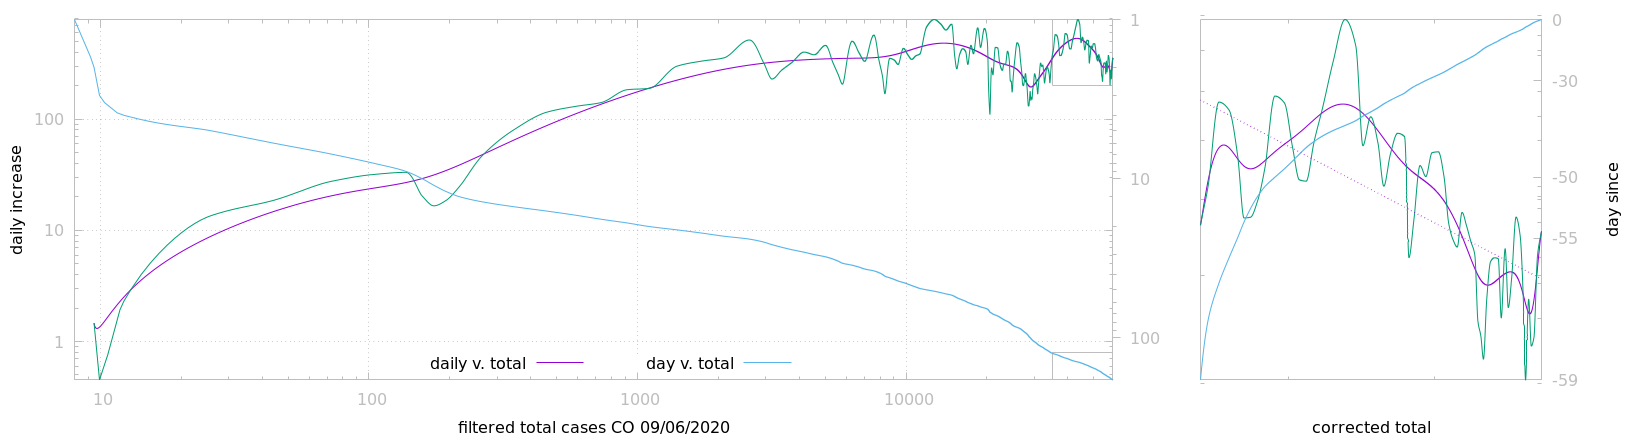 1
0
-30
100
daily increase
10
-50
day since
10
-55
1
100
daily v. total
day v. total
-59
10
100
1000
10000
filtered total cases CO 09/06/2020
corrected total